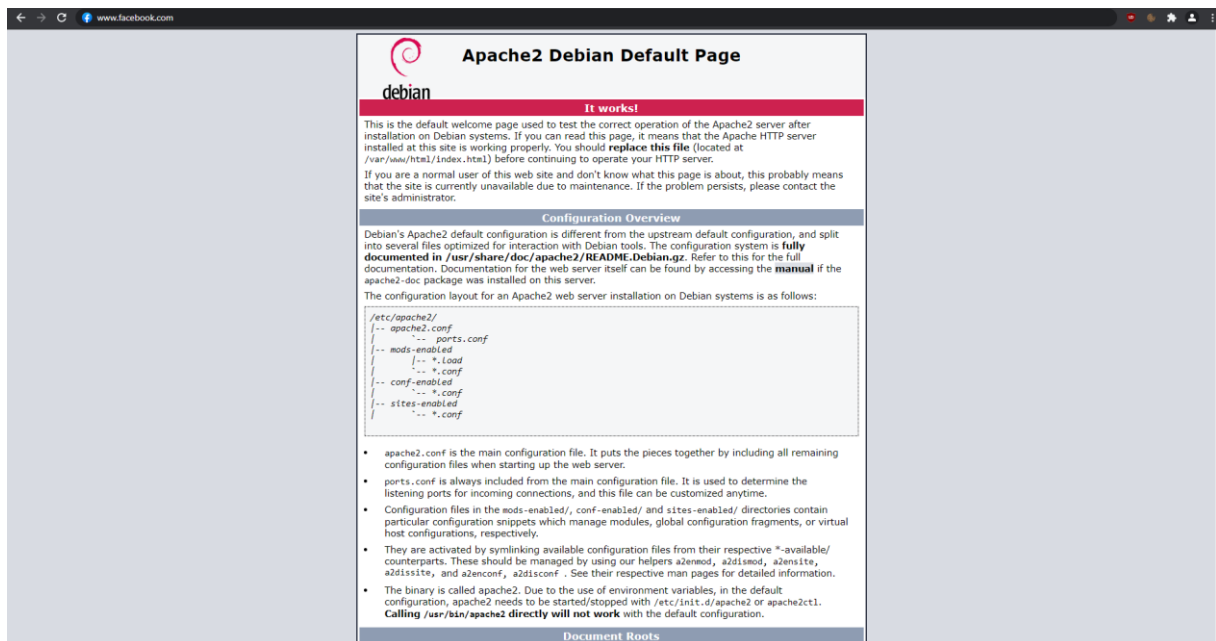 www.facebook.com
debian
Apache2 Debian Default Page
It works!
This is the default welcome page used to test the correct operation of the Apache2 server after
installation on Debian systems. If you can read this page, it means that the Apache HTTP server
installed at this site is working properly. You should replace this file (located at
/var/www/html/index.html) before continuing to operate your HTTP server.
If you are a normal user of this web site and don't know what this page is about, this probably means
that the site is currently unavailable due to maintenance. If the problem persists, please contact the
site's administrator.
Configuration Overview
Debian's Apache2 default configuration is different from the upstream default configuration, and split
into several files optimized for interaction with Debian tools. The configuration system is fully
documented in /usr/share/doc/apache2/README.Debian.gz. Refer to this for the full
documentation. Documentation for the web server itself can be found by accessing the manual if the
apache2-doc package was installed on this server.
The configuration layout for an Apache2 web server installation on Debian systems is as follows:
/etc/apache2/
|-- apache2.conf
|       `--  ports.conf
|-- mods-enabled
|       |-- *.load
|       `-- *.conf
|-- conf-enabled
|       `-- *.conf
|-- sites-enabled
|       `-- *.conf
• apache2.conf is the main configuration file. It puts the pieces together by including all remaining
configuration files when starting up the web server.
• ports.conf is always included from the main configuration file. It is used to determine the
listening ports for incoming connections, and this file can be customized anytime.
• Configuration files in the mods-enabled/, conf-enabled/ and sites-enabled/ directories contain
particular configuration snippets which manage modules, global configuration fragments, or virtual
host configurations, respectively.
• They are activated by symlinking available configuration files from their respective *-available/
counterparts. These should be managed by using our helpers a2enmod, a2dismod, a2ensite,
a2dissite, and a2enconf, a2disconf . See their respective man pages for detailed information.
• The binary is called apache2. Due to the use of environment variables, in the default
configuration, apache2 needs to be started/stopped with /etc/init.d/apache2 or apache2ctl.
Calling /usr/bin/apache2 directly will not work with the default configuration.
Document Roots